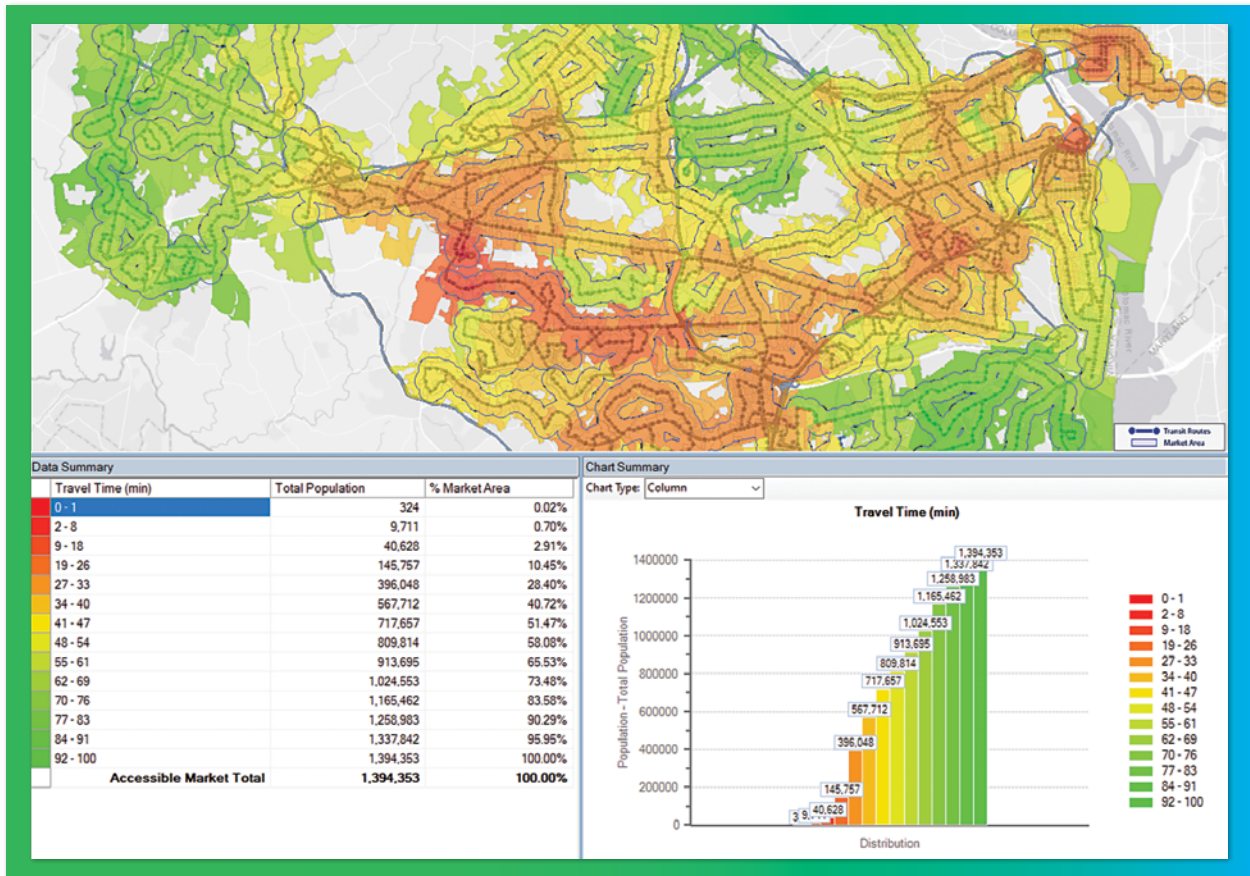 MARYLAND
Transit Routes
Market Area
Data Summary
Travel Time (min) Total Population % Market Area
0 - 1 324 0.02%
2 - 8 9,711 0.70%
9 - 18 40,628 2.91%
19 - 26 145,757 10.45%
27 - 33 396,048 28.40%
34 - 40 567,712 40.72%
41 - 47 717,657 51.47%
48 - 54 809,814 58.08%
55 - 61 913,695 65.53%
62 - 69 1,024,553 73.48%
70 - 76 1,165,462 83.58%
77 - 83 1,258,983 90.29%
84 - 91 1,337,842 95.95%
92 - 100 1,394,353 100.00%
Accessible Market Total 1,394,353 100.00%
Chart Summary
Chart Type: Column
Travel Time (min)
Population - Total Population
1400000
1200000
1000000
800000
600000
400000
200000
0
1,394,353
1,337,842
1,258,983
1,165,462
1,024,553
913,695
809,814
717,657
567,712
396,048
145,757
40,628
Distribution
0 - 1
2 - 8
9 - 18
19 - 26
27 - 33
34 - 40
41 - 47
48 - 54
55 - 61
62 - 69
70 - 76
77 - 83
84 - 91
92 - 100